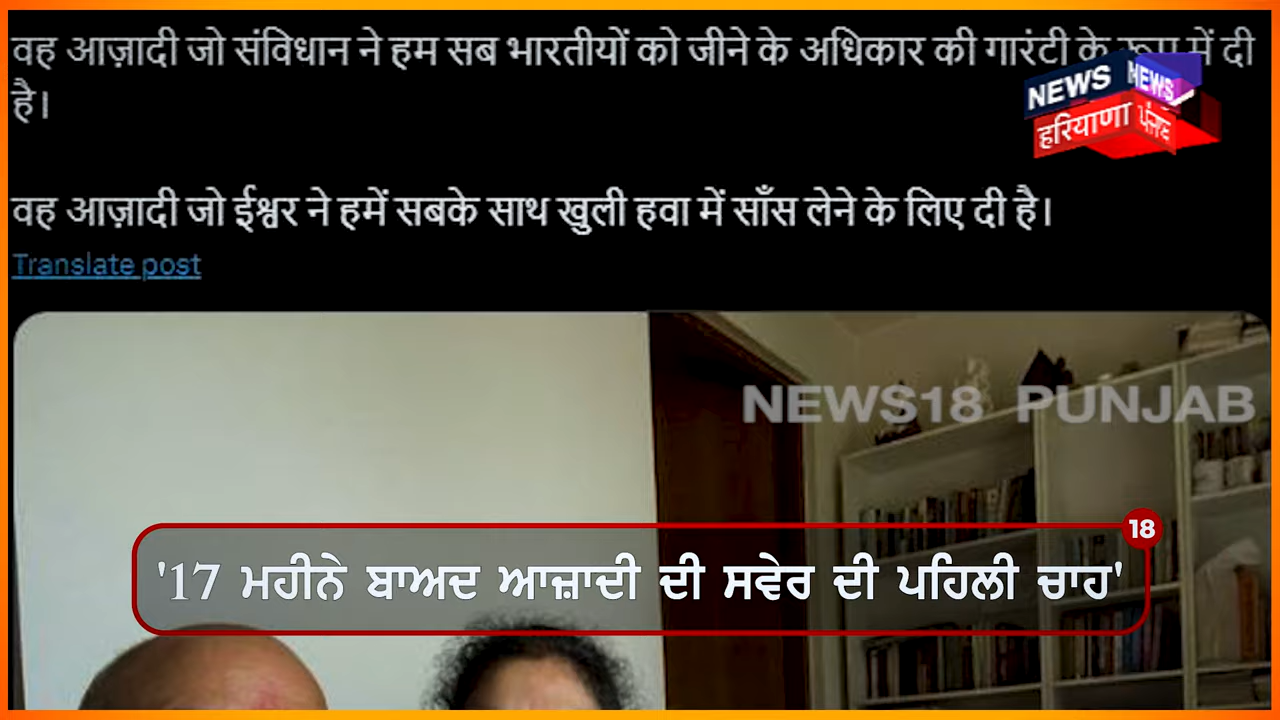 वह आज़ादी जो संविधान ने हम सब भारतीयों को जीने के अधिकार की गारंटी के रूप में दी
है।
NEWS NEWS
हरियाणा ਪੰਜਾਬ
वह आज़ादी जो ईश्वर ने हमें सबके साथ खुली हवा में साँस लेने के लिए दी है।
Translate post
NEWS18 PUNJAB
18
'17 ਮਹੀਨੇ ਬਾਅਦ ਆਜ਼ਾਦੀ ਦੀ ਸਵੇਰ ਦੀ ਪਹਿਲੀ ਚਾਹ'